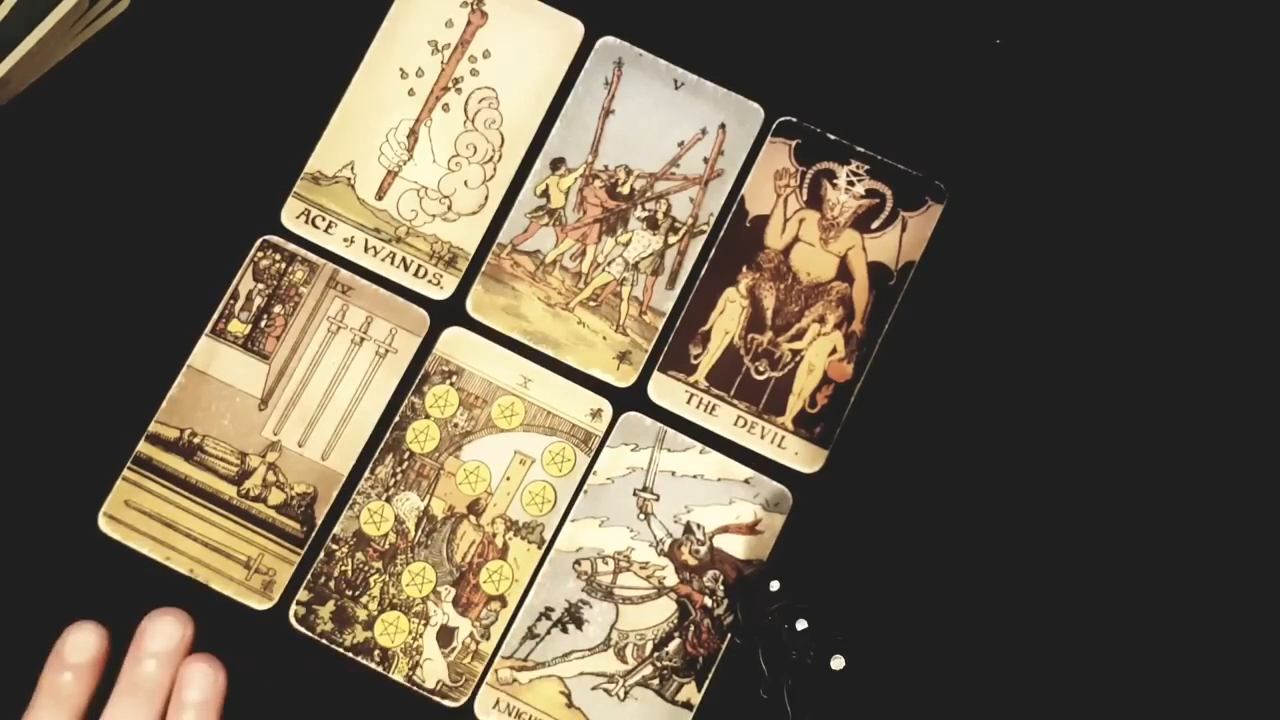 ACE of WANDS.
V
THE DEVIL.
IV
X